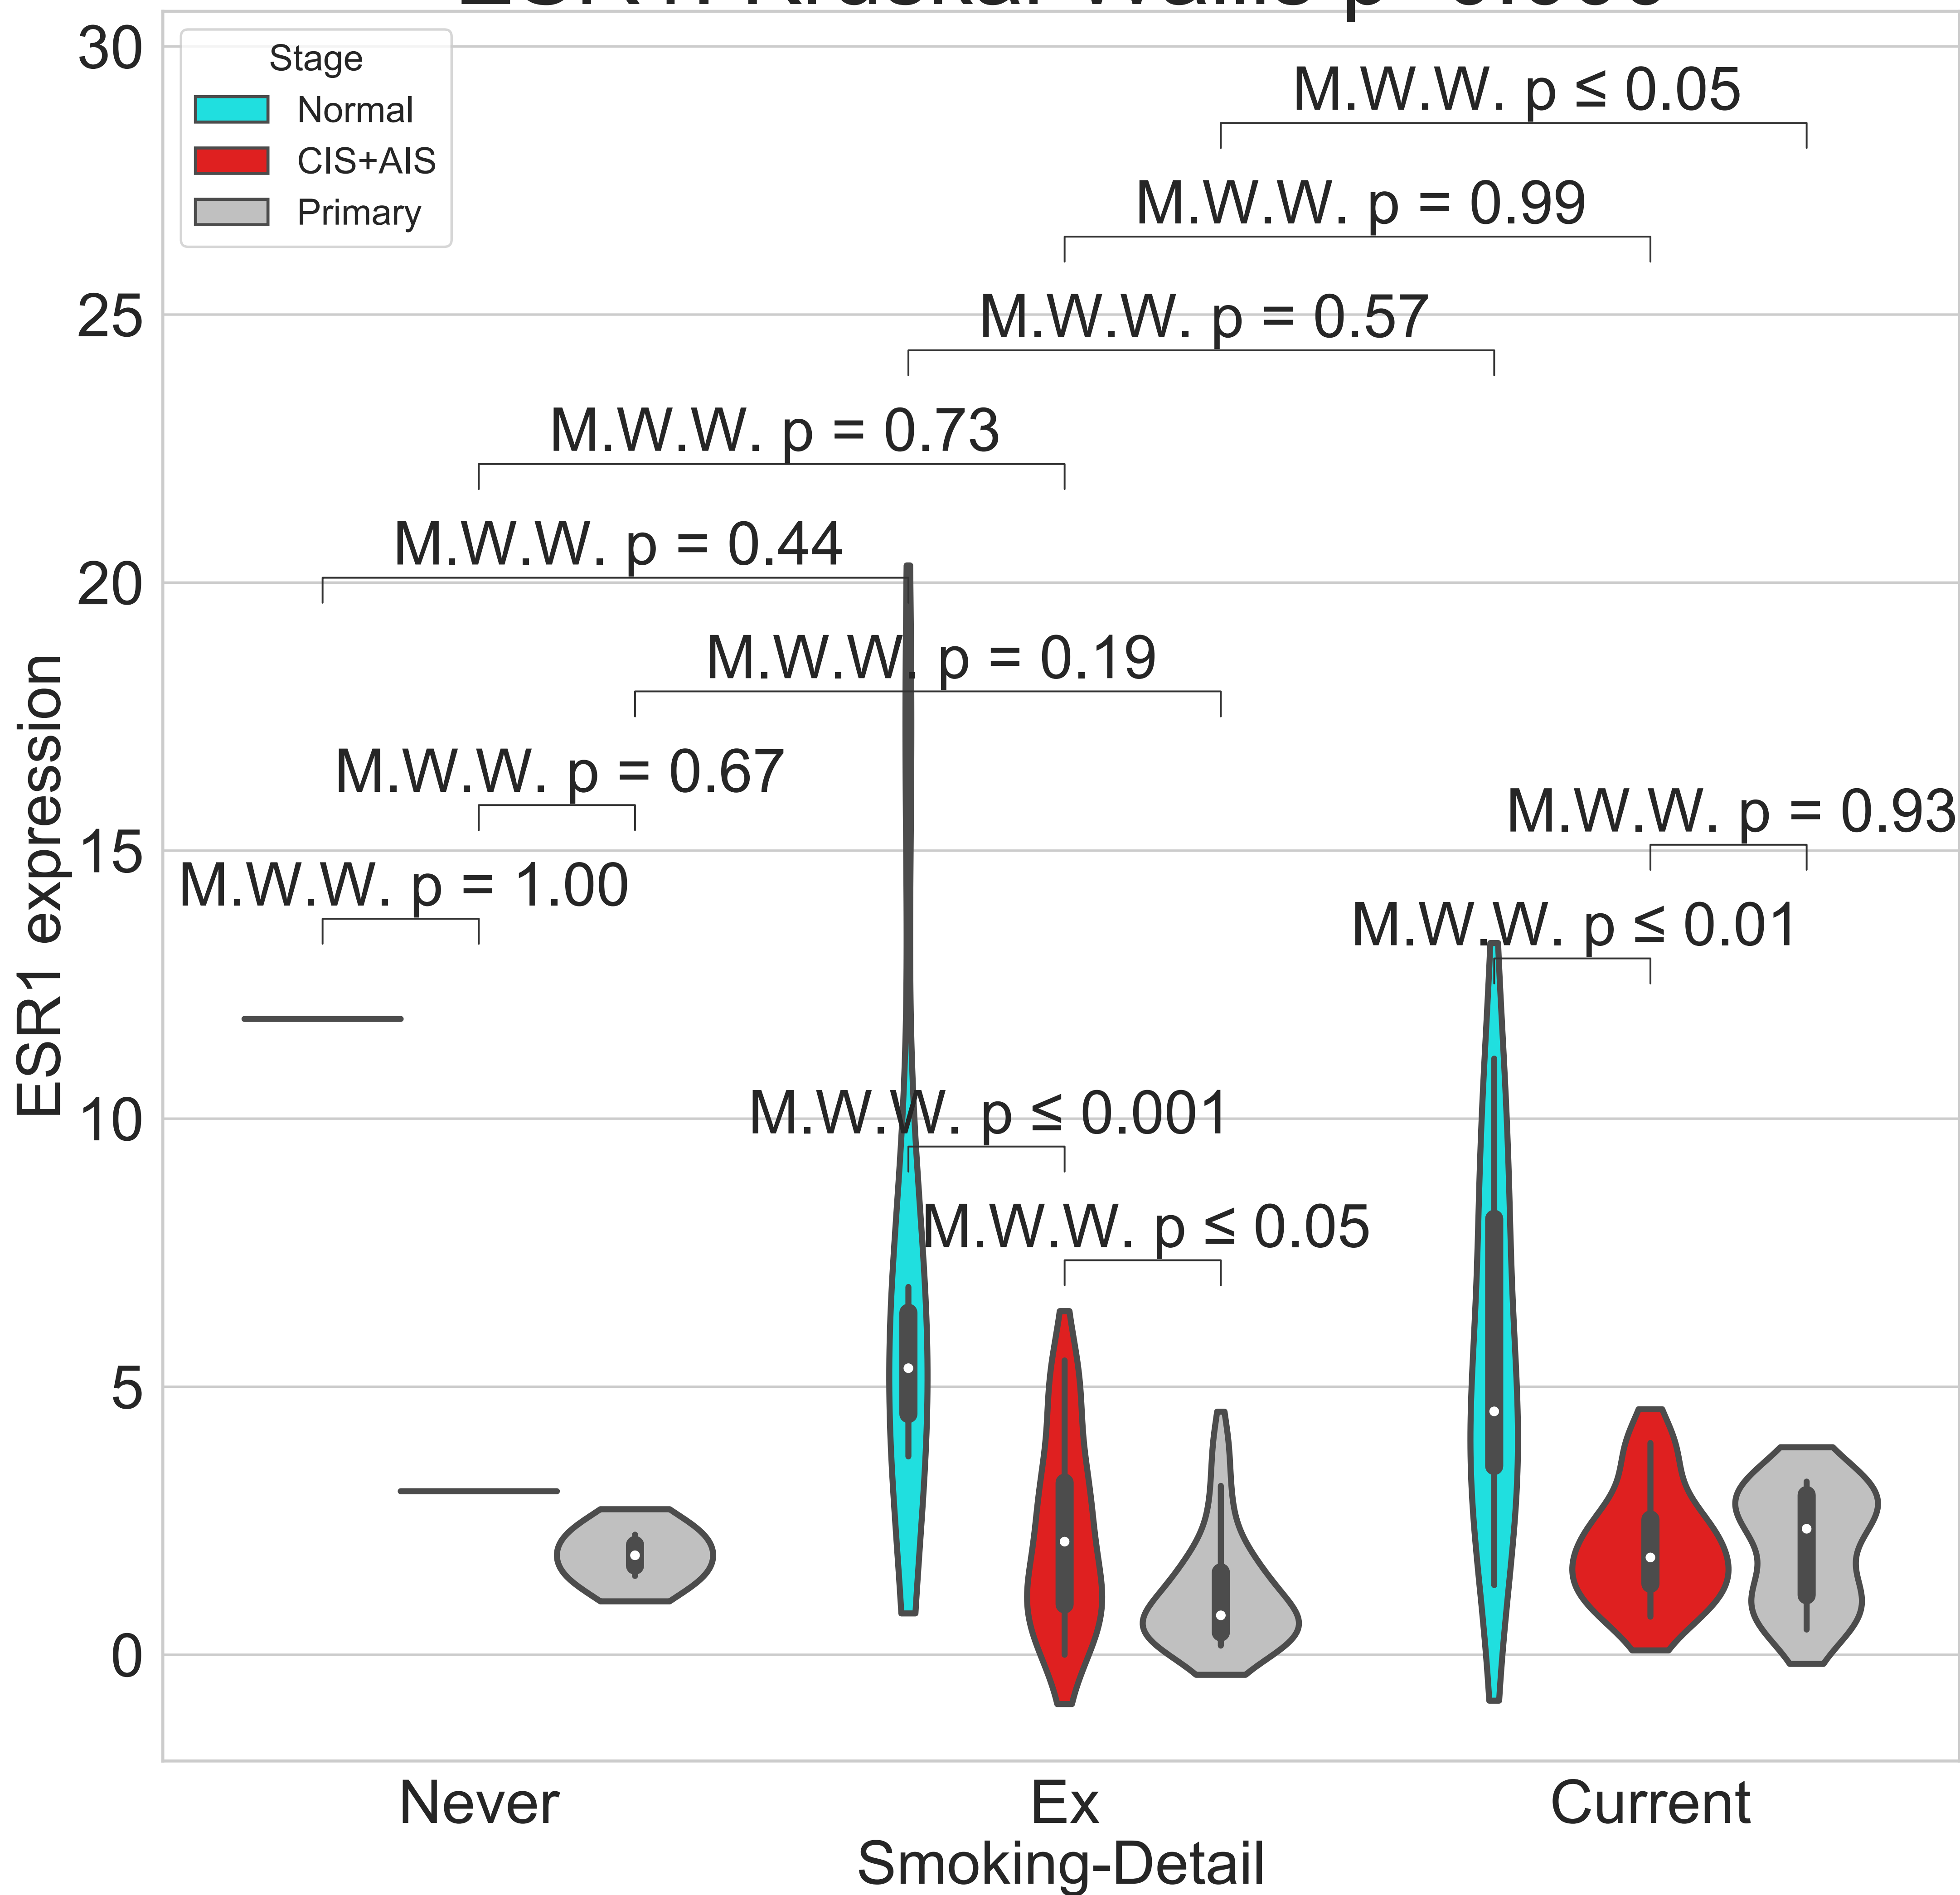 30
Stage
Normal
CIS+AIS
Primary
M.W.W. p ≤ 0.05
M.W.W. p = 0.99
25
M.W.W. p = 0.57
M.W.W. p = 0.73
M.W.W. p = 0.44
20
M.W.W. p = 0.19
M.W.W. p = 0.67
M.W.W. p = 0.93
15
M.W.W. p = 1.00
M.W.W. p ≤ 0.01
ESR1 expression
10
M.W.W. p ≤ 0.001
M.W.W. p ≤ 0.05
5
0
Never
Ex
Current
Smoking-Detail